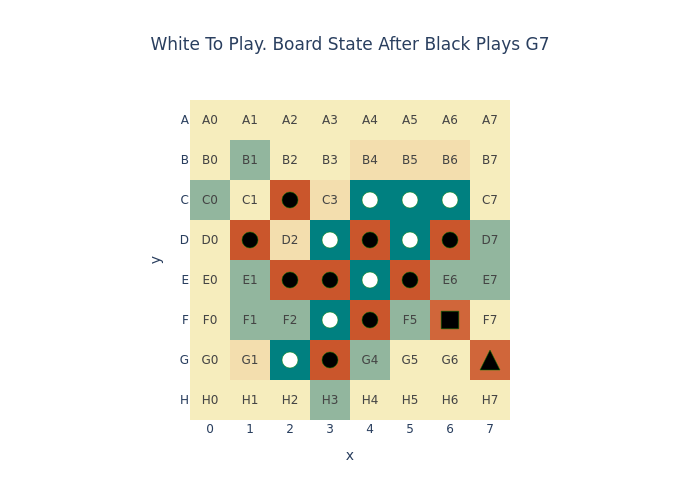 White To Play. Board State After Black Plays G7
A A0 A1 A2 A3 A4 A5 A6 A7
B B0 B1 B2 B3 B4 B5 B6 B7
C C0 C1 C3 C7
D D0 D2 D7
E E0 E1 E6 E7
F F0 F1 F2 F5 F7
G G0 G1 G4 G5 G6
H H0 H1 H2 H3 H4 H5 H6 H7
0 1 2 3 4 5 6 7
x
y